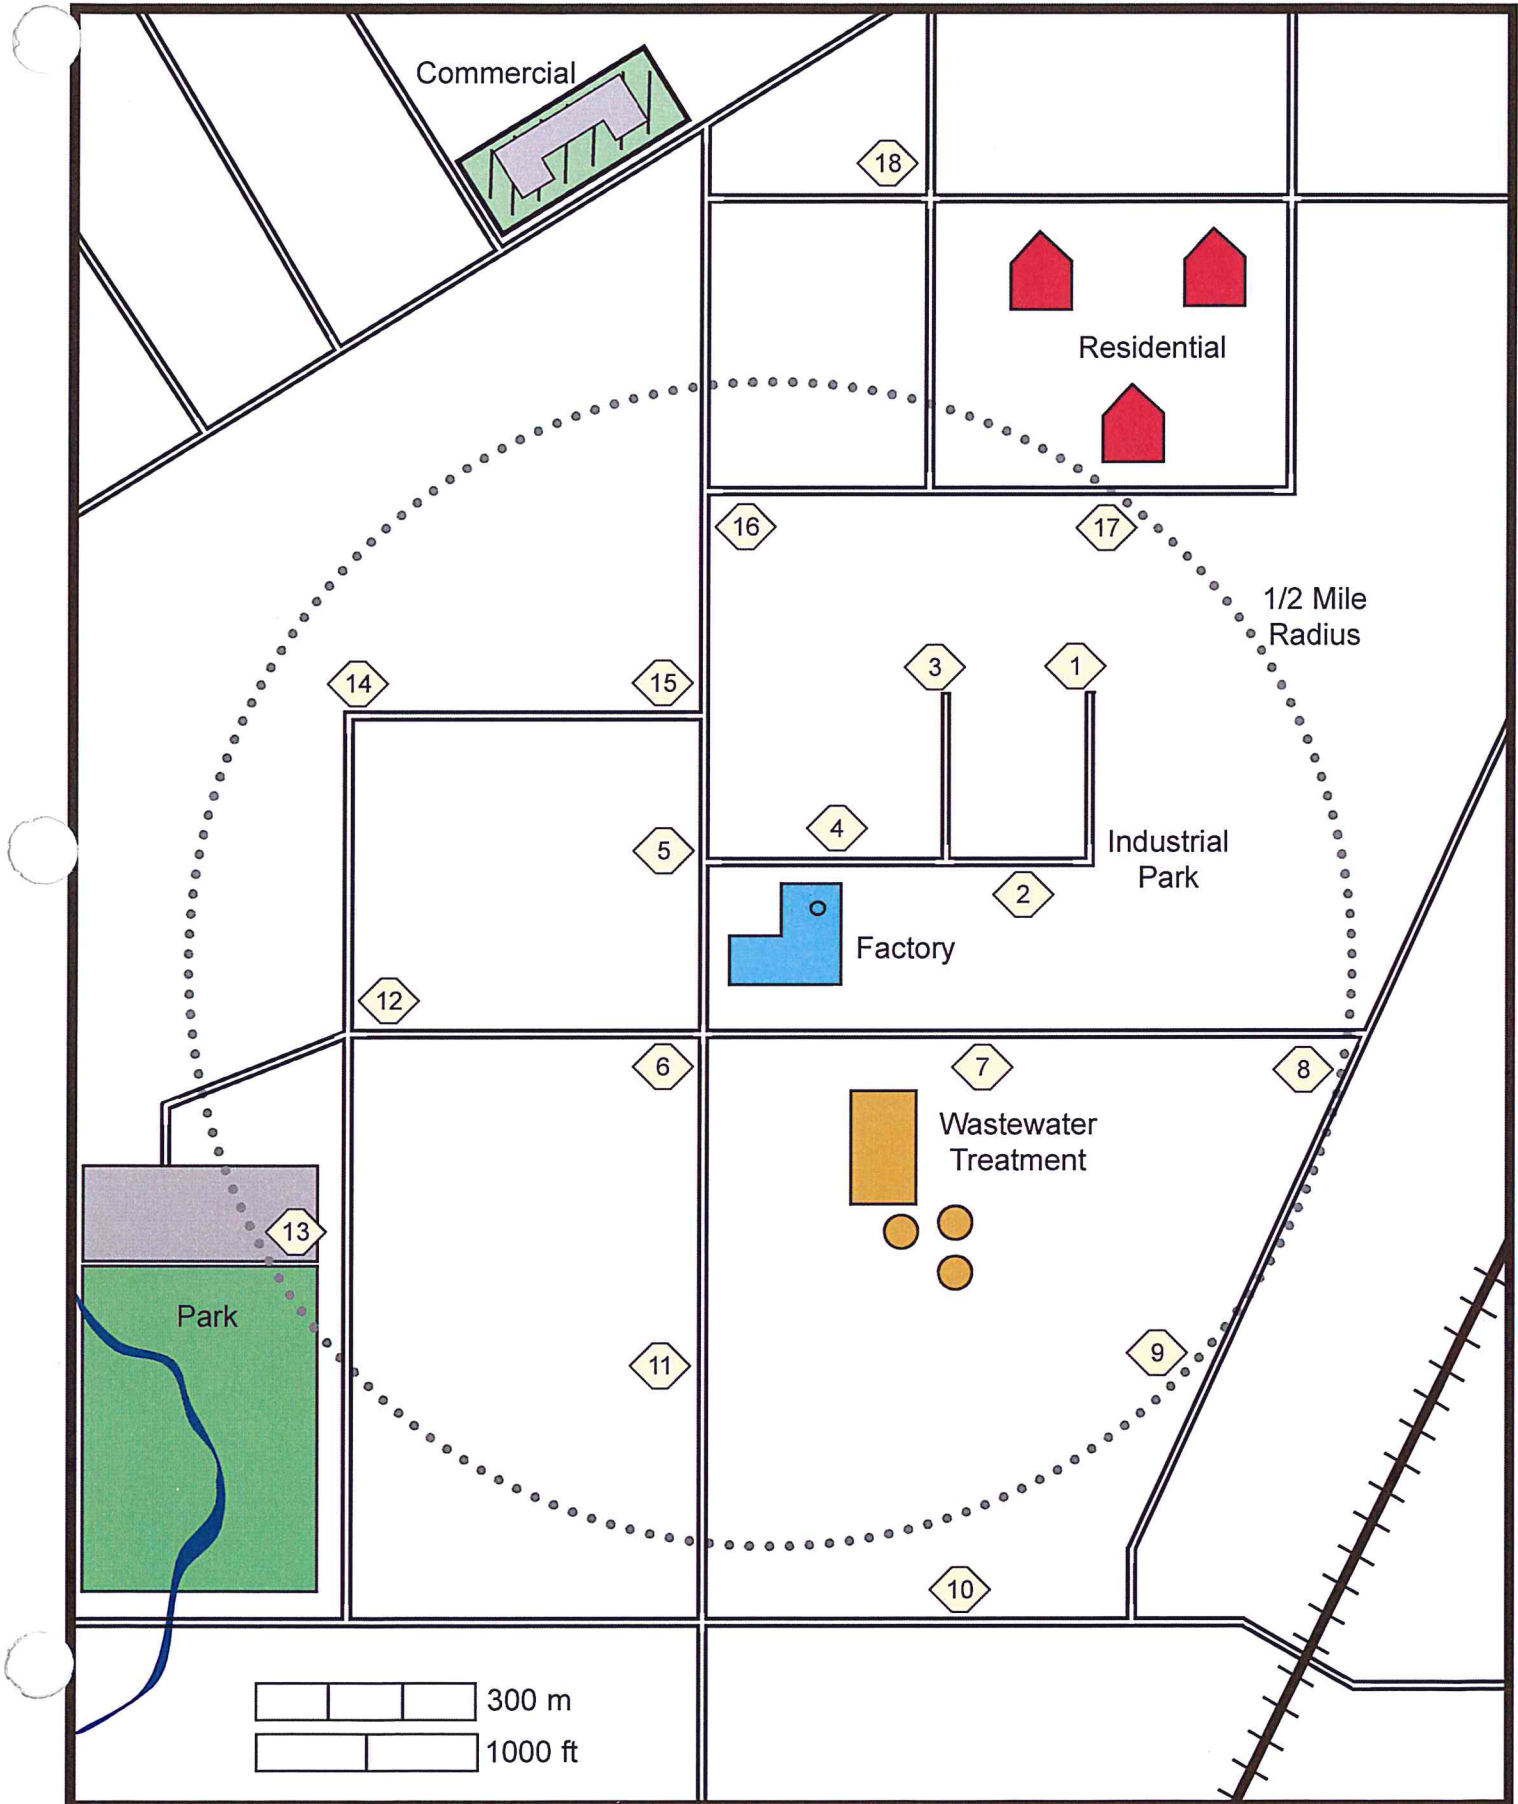 Commercial
18
Residential
16
17
1/2 Mile
Radius
14
15
3
1
5
4
Industrial
Park
2
Factory
12
6
7
8
Wastewater
Treatment
13
Park
11
9
10
300 m
1000 ft